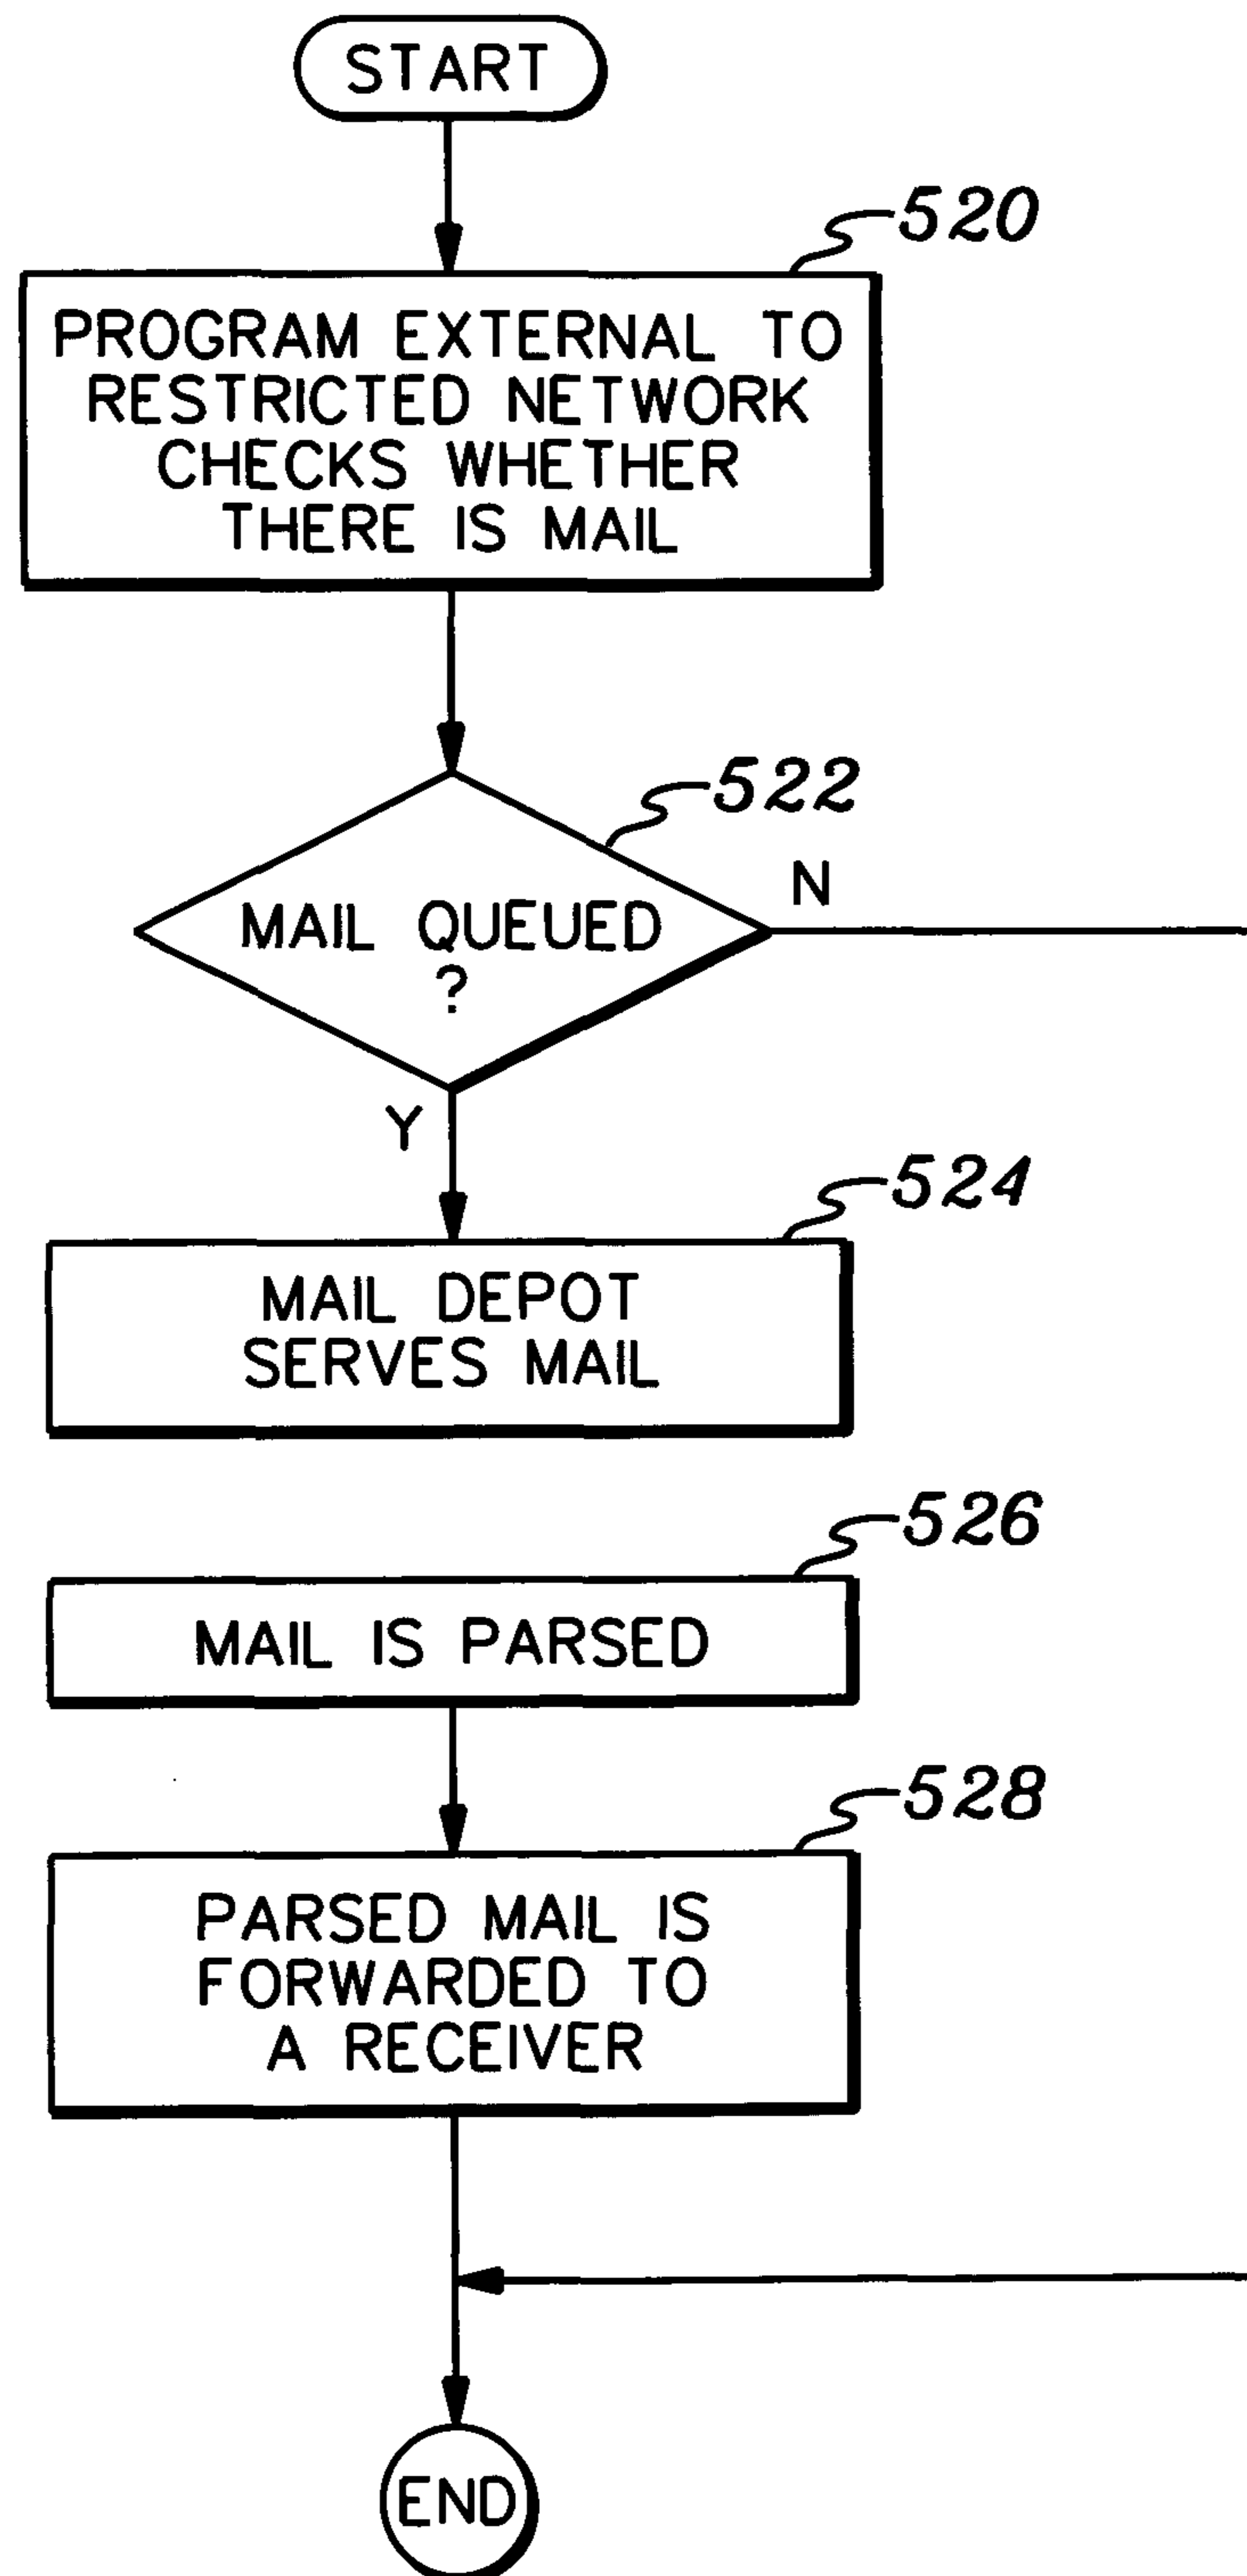 START
520
PROGRAM EXTERNAL TO
RESTRICTED NETWORK
CHECKS WHETHER
THERE IS MAIL
522
N
MAIL QUEUED
?
Y
524
MAIL DEPOT
SERVES MAIL
526
MAIL IS PARSED
528
PARSED MAIL IS
FORWARDED TO
A RECEIVER
END